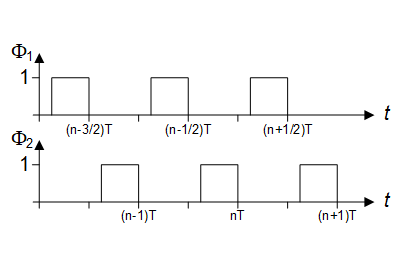 Φ1
1
t
(n-3/2)T (n-1/2)T (n+1/2)T
Φ2
1
t
(n-1)T nT (n+1)T